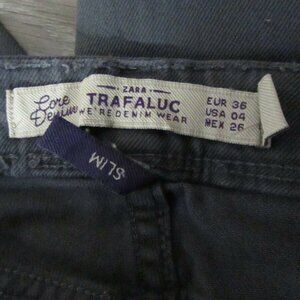 Core
Denim
ZARA
TRAFALUC
WE'RE DENIM WEAR
EUR 36
USA 04
MEX 26
SLIM